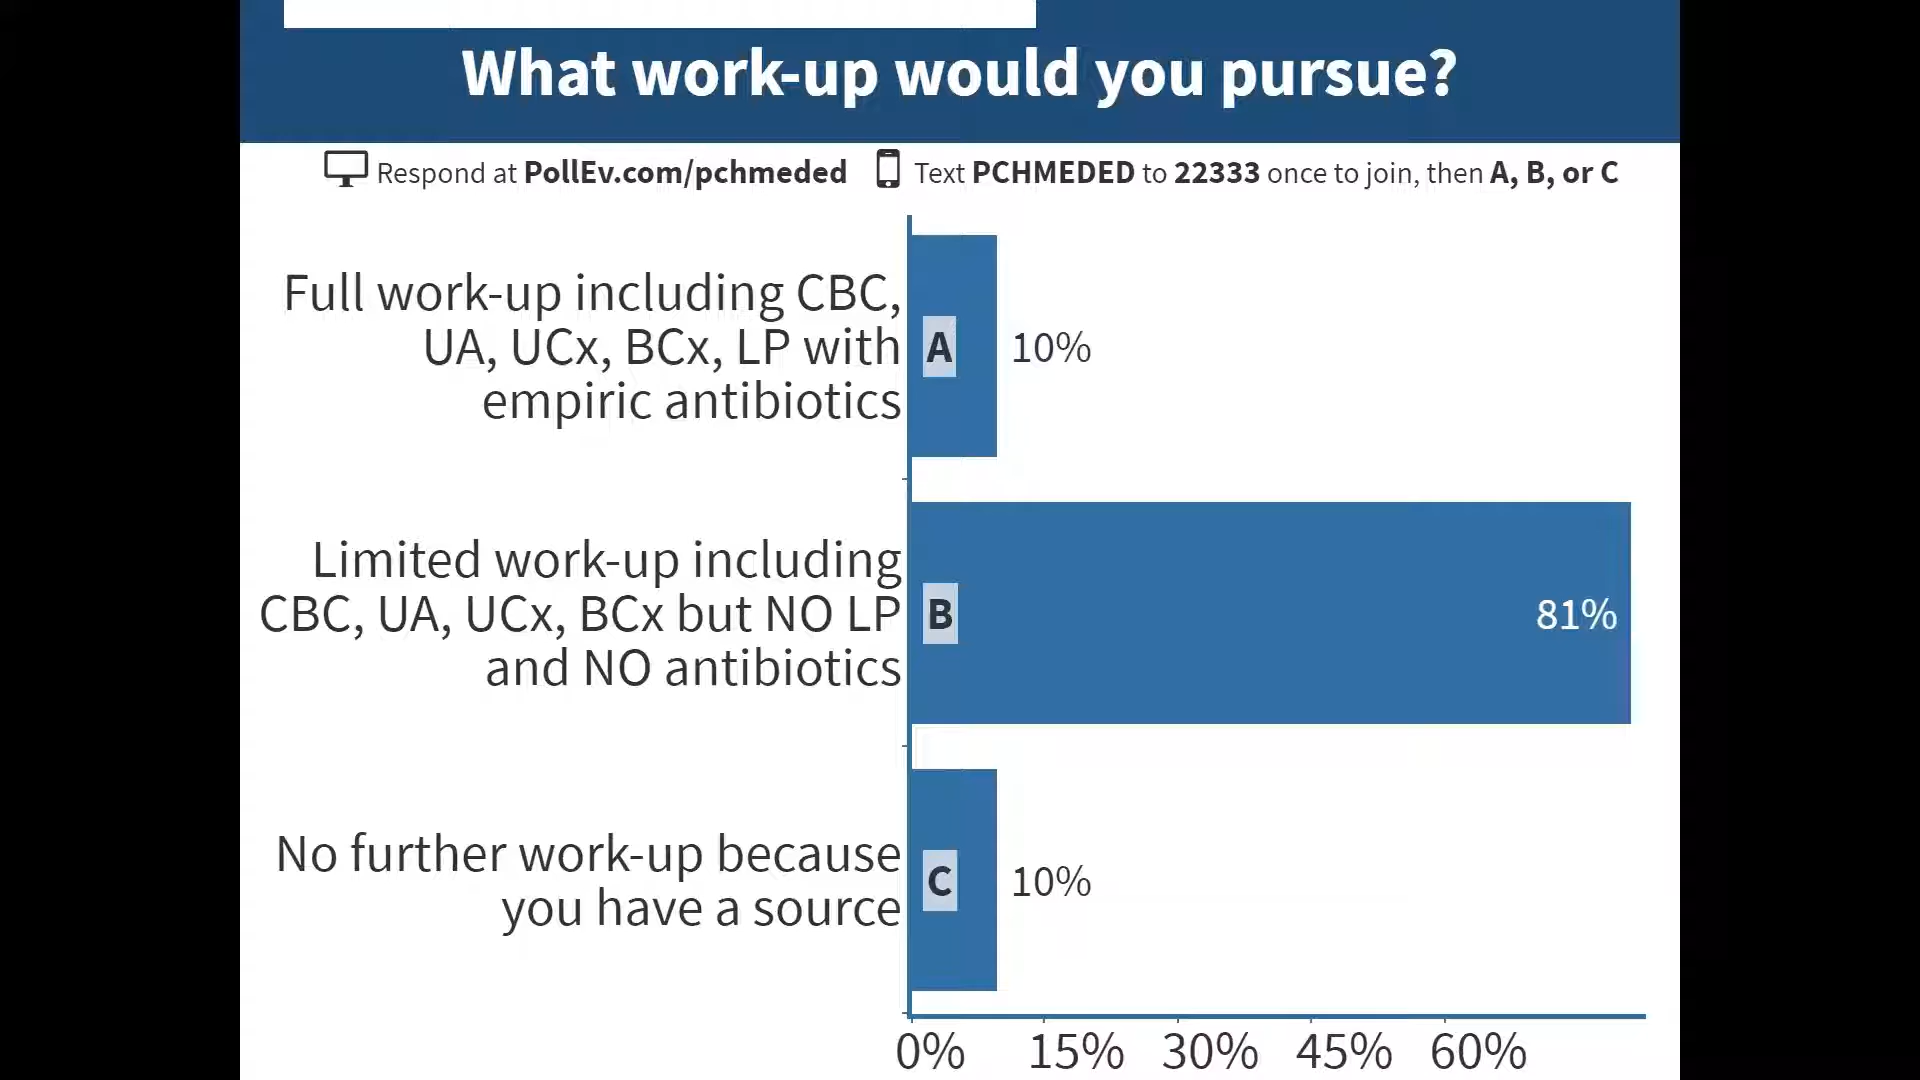 What work-up would you pursue?
Respond at PollEv.com/pchmeded Text PCHMEDED to 22333 once to join, then A, B, or C
Full work-up including CBC,
UA, UCx, BCx, LP with
empiric antibiotics
A
10%
Limited work-up including
CBC, UA, UCx, BCx but NO LP
and NO antibiotics
B
81%
No further work-up because
you have a source
C
10%
0% 15% 30% 45% 60%